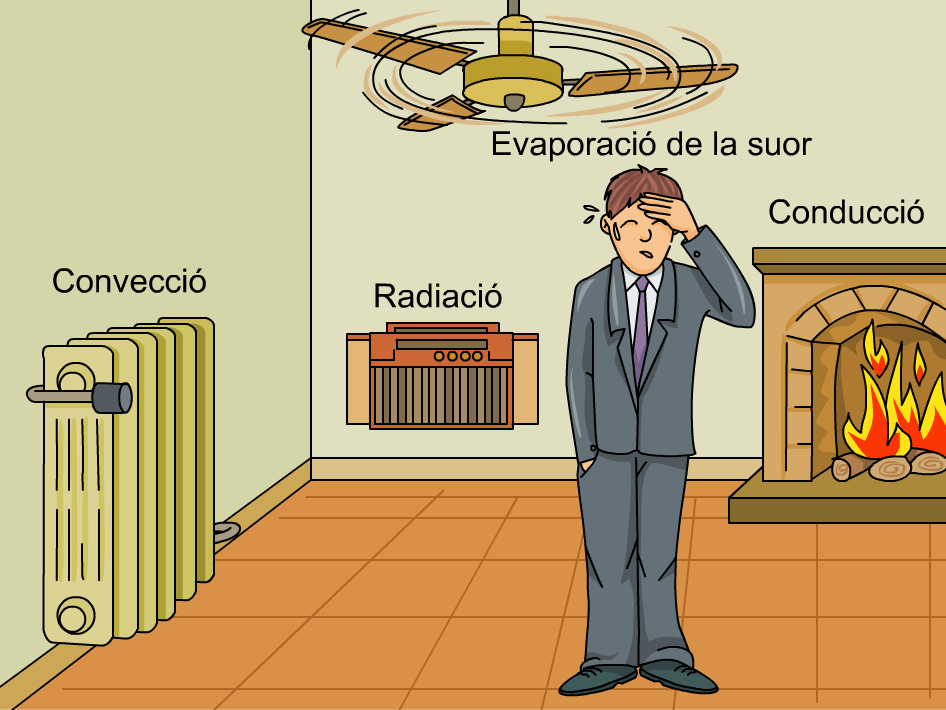 Evaporació de la suor
Conducció
Convecció
Radiació